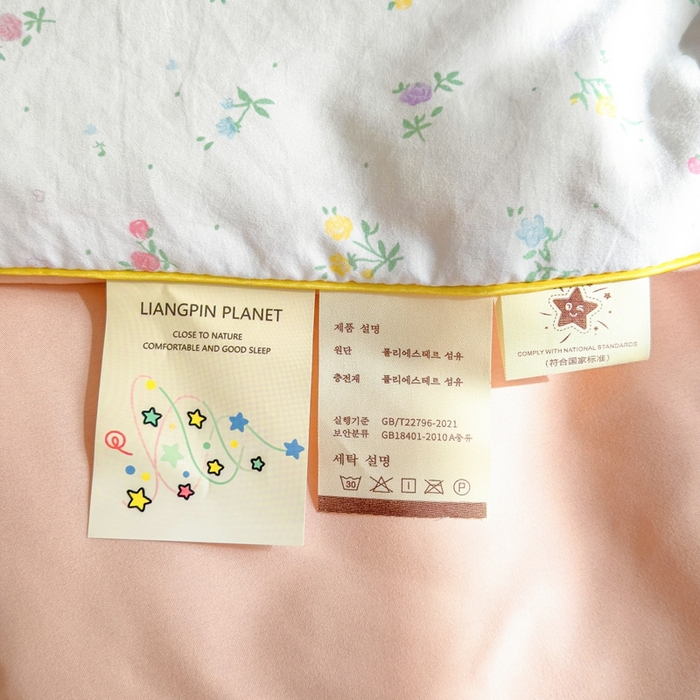 LIANGPIN PLANET
CLOSE TO NATURE
COMFORTABLE AND GOOD SLEEP
제품 설명
원단 폴리에스테르 섬유
충전재 폴리에스테르 섬유
실행기준 GB/T22796-2021
보안분류 GB18401-2010 A종류
세탁 설명
30
P
COMPLY WITH NATIONAL STANDARDS
(符合国家标准)